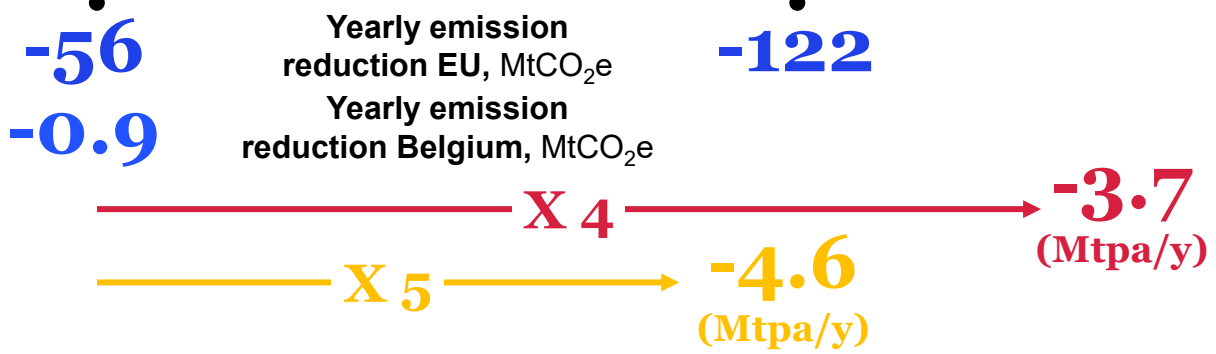 -56
Yearly emission
reduction EU, MtCO₂e
-122
-0.9
Yearly emission
reduction Belgium, MtCO₂e
X 4
-3.7
(Mtpa/y)
X 5
-4.6
(Mtpa/y)